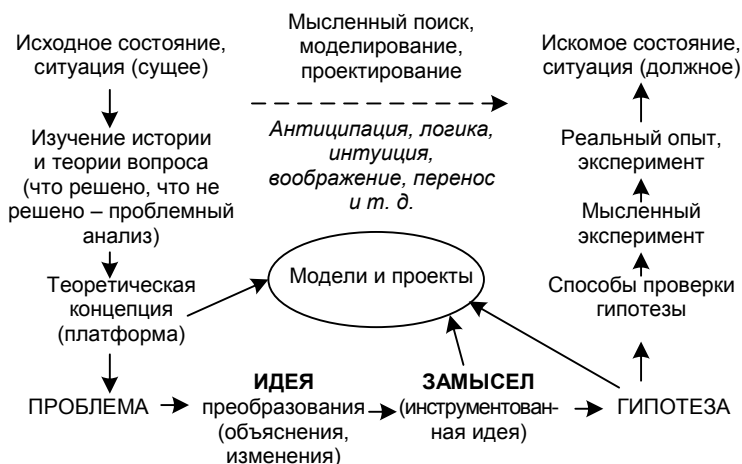 Исходное состояние,
ситуация (сущее)
Мысленный поиск,
моделирование,
проектирование
Искомое состояние,
ситуация (должное)
Изучение истории
и теории вопроса
(что решено, что не
решено – проблемный
анализ)
Антиципация, логика,
интуиция,
воображение, перенос
и т. д.
Реальный опыт,
эксперимент
Мысленный
эксперимент
Теоретическая
концепция
(платформа)
Модели и проекты
Способы проверки
гипотезы
ПРОБЛЕМА
ИДЕЯ
преобразования
(объяснения,
изменения)
ЗАМЫСЕЛ
(инструментован-
ная идея)
ГИПОТЕЗА